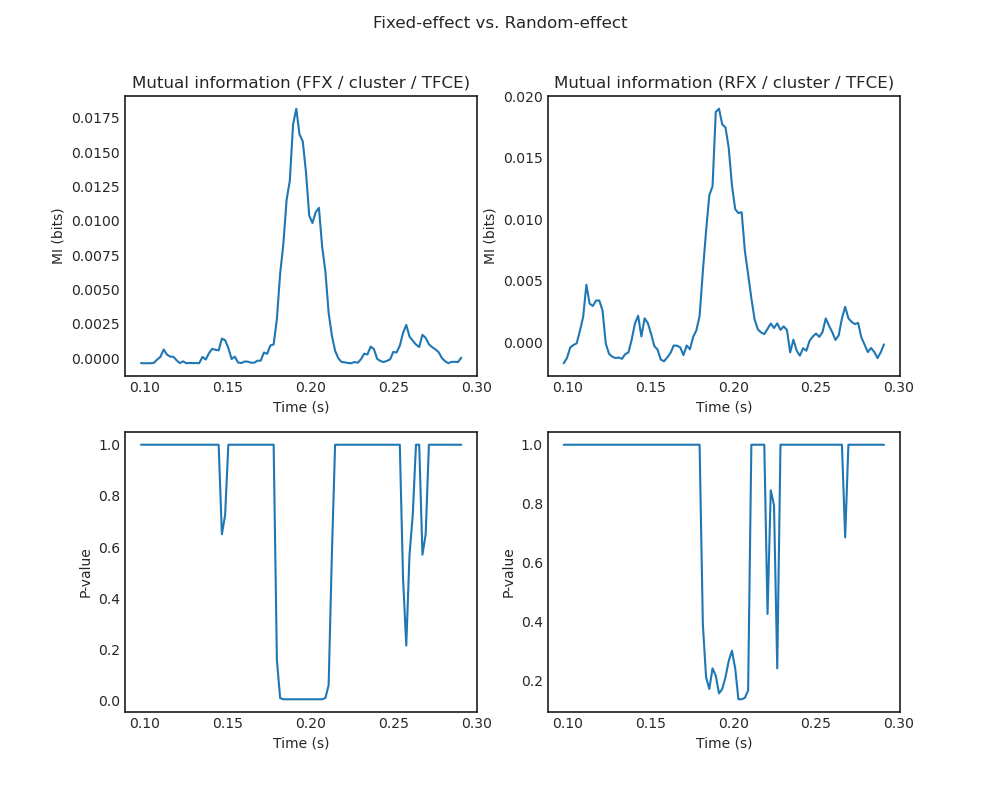 Fixed-effect vs. Random-effect
Mutual information (FFX / cluster / TFCE)
MI (bits)
0.0175
0.0150
0.0125
0.0100
0.0075
0.0050
0.0025
0.0000
0.10 0.15 0.20 0.25 0.30
Time (s)
Mutual information (RFX / cluster / TFCE)
MI (bits)
0.020
0.015
0.010
0.005
0.000
0.10 0.15 0.20 0.25 0.30
Time (s)
P-value
1.0
0.8
0.6
0.4
0.2
0.0
0.10 0.15 0.20 0.25 0.30
Time (s)
P-value
1.0
0.8
0.6
0.4
0.2
0.10 0.15 0.20 0.25 0.30
Time (s)